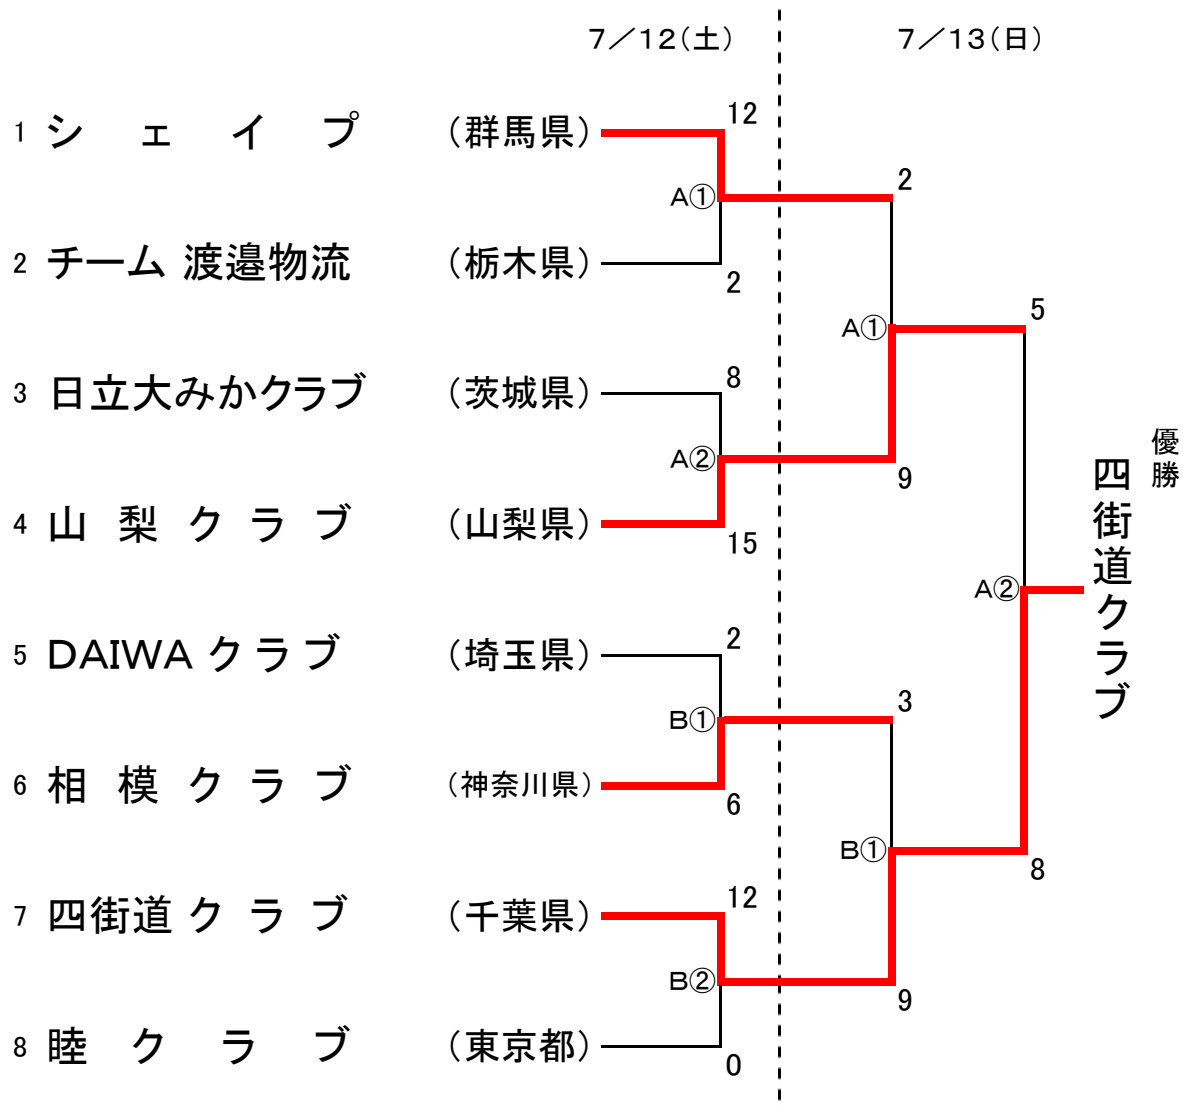 7／12(土) 7／13(日)
12
1 シェイプ (群馬県)
2
A①
2 チーム 渡邉物流 (栃木県)
2
5
A①
8
3 日立大みかクラブ (茨城県)
A②
9
4 山梨クラブ (山梨県)
15
優勝
四街道クラブ
A②
2
5 DAIWA クラブ (埼玉県)
3
B①
6 相模クラブ (神奈川県)
6
B①
8
12
7 四街道クラブ (千葉県)
B②
9
8 睦クラブ (東京都)
0